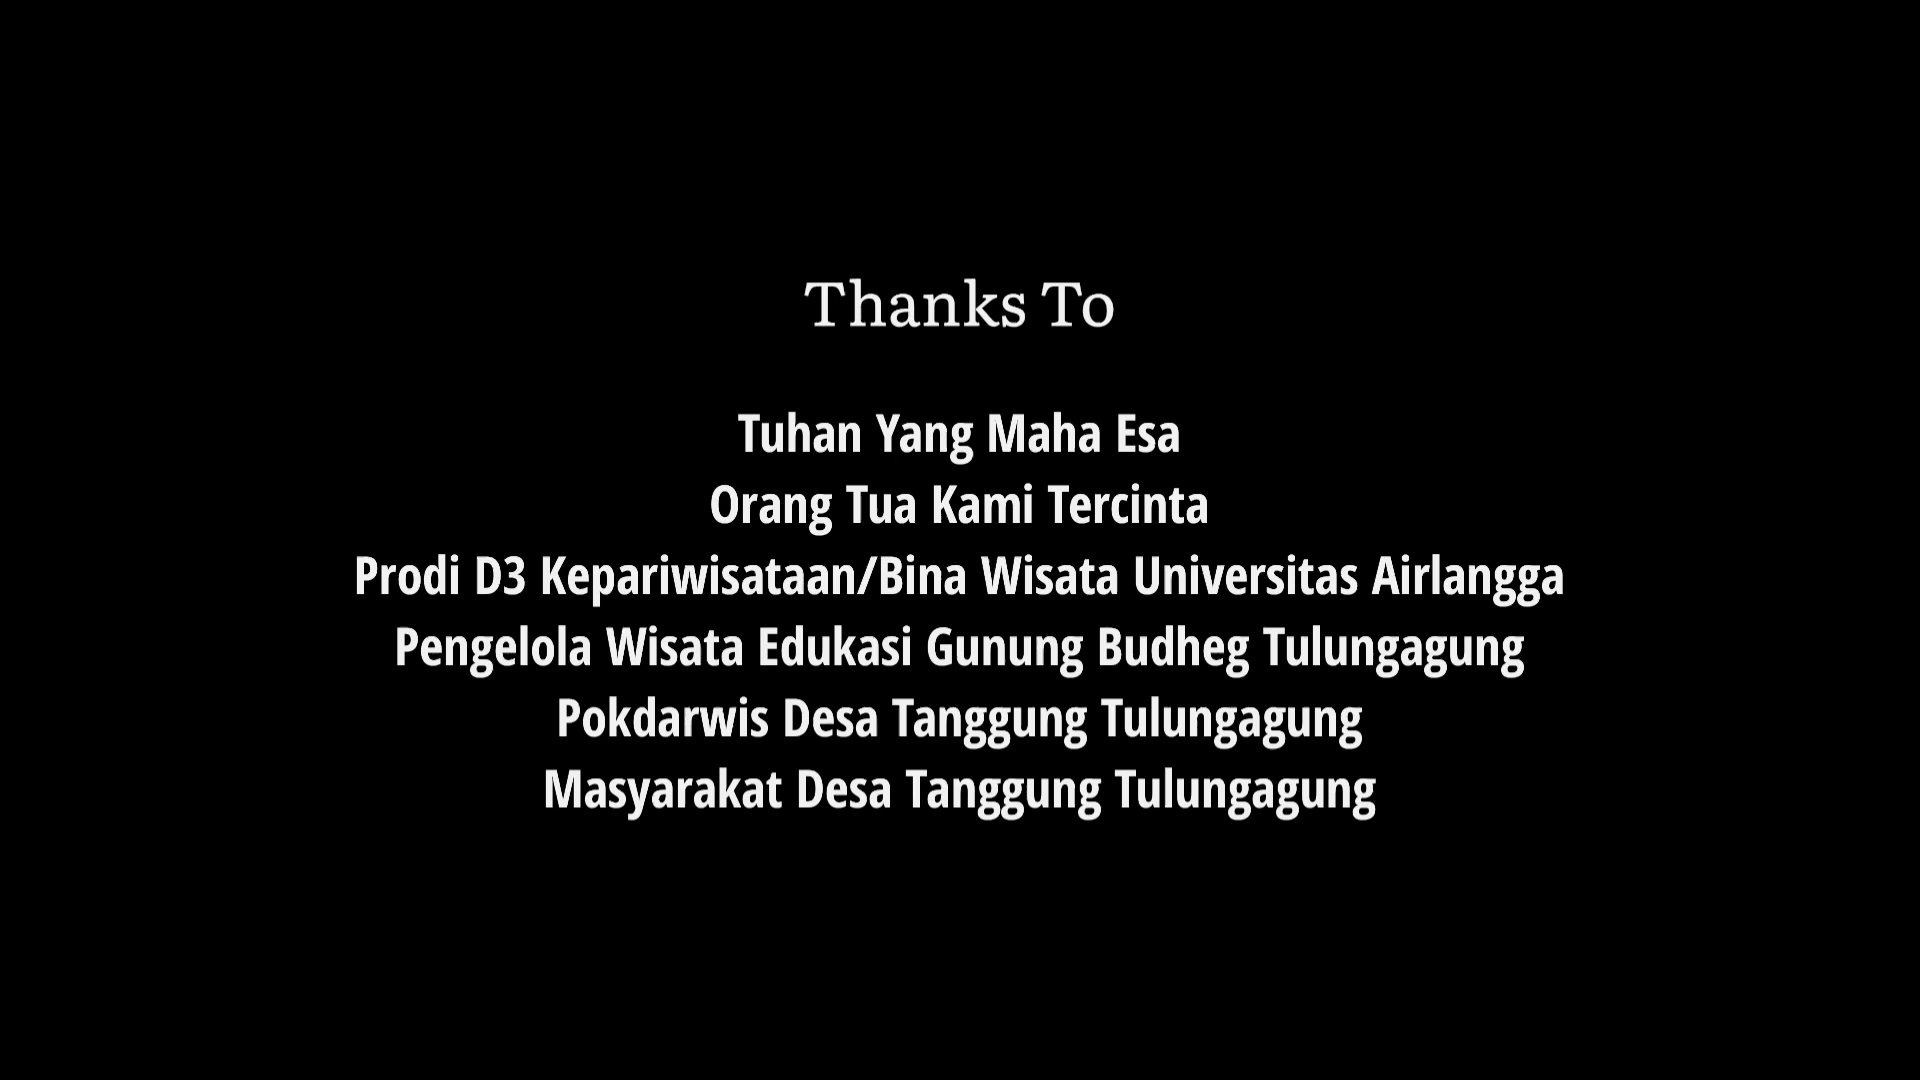 Thanks To
Tuhan Yang Maha Esa
Orang Tua Kami Tercinta
Prodi D3 Kepariwisataan/Bina Wisata Universitas Airlangga
Pengelola Wisata Edukasi Gunung Budheg Tulungagung
Pokdarwis Desa Tanggung Tulungagung
Masyarakat Desa Tanggung Tulungagung